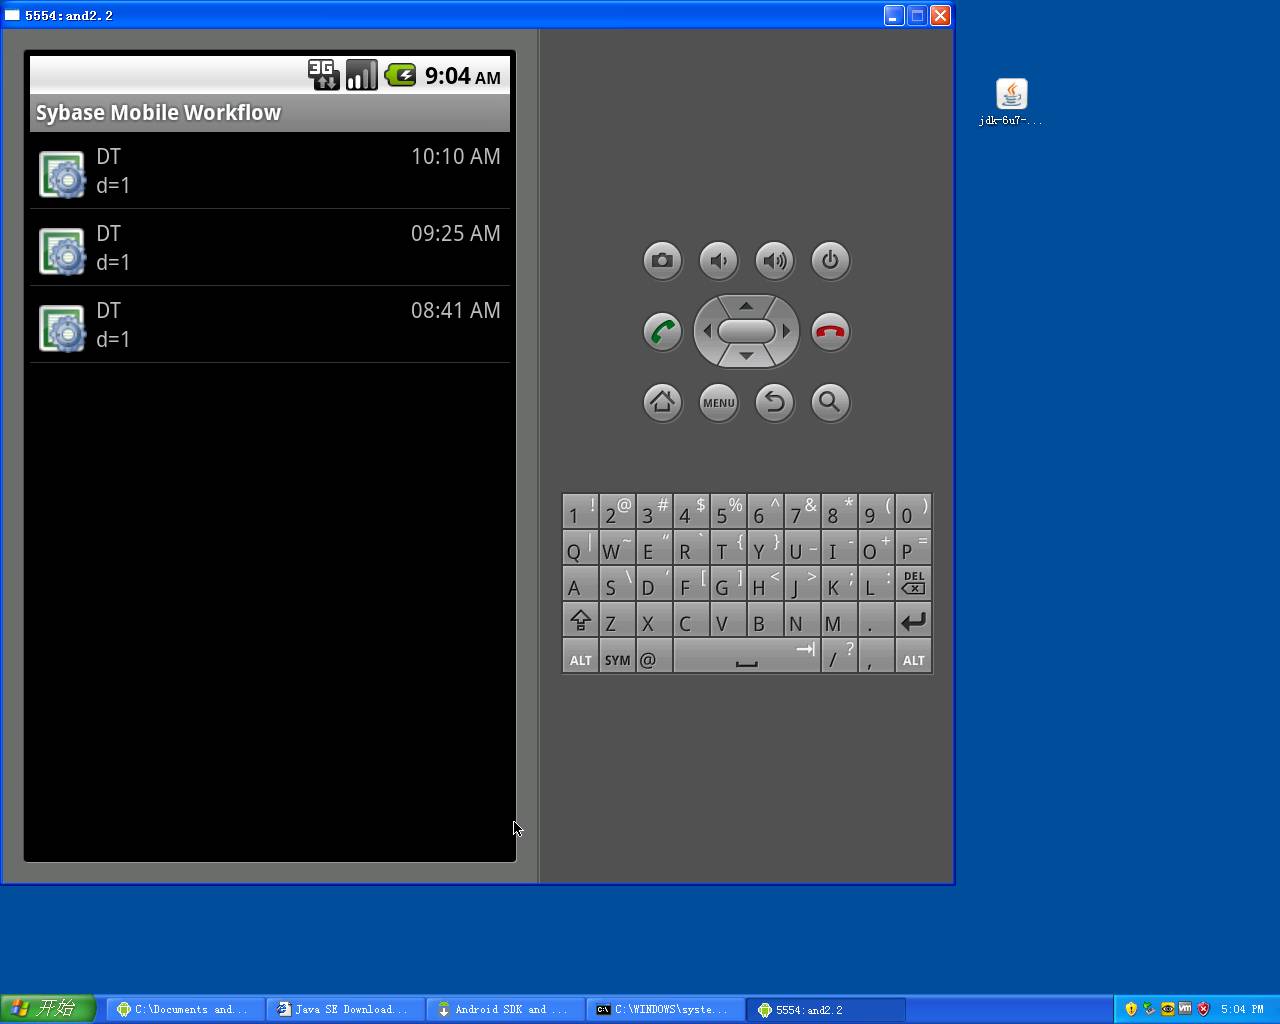 5554:and2.2
3G
9:04 AM
Sybase Mobile Workflow
DT 10:10 AM
d=1
DT 09:25 AM
d=1
DT 08:41 AM
d=1
jdk-6u7-...
MENU
1 ! 2 @ 3 # 4 $ 5 % 6 ^ 7 & 8 * 9 ( 0 )
Q | W ~ E " R ` T { Y } U _ I - O + P =
A S \ D ' F [ G ] H < J > K ; L : DEL
Z X C V B N M .
ALT SYM @ / ? , ALT
开始
C:\Documents and...
Java SE Download...
Android SDK and ...
C:\WINDOWS\syste...
5554:and2.2
vm
5:04 PM